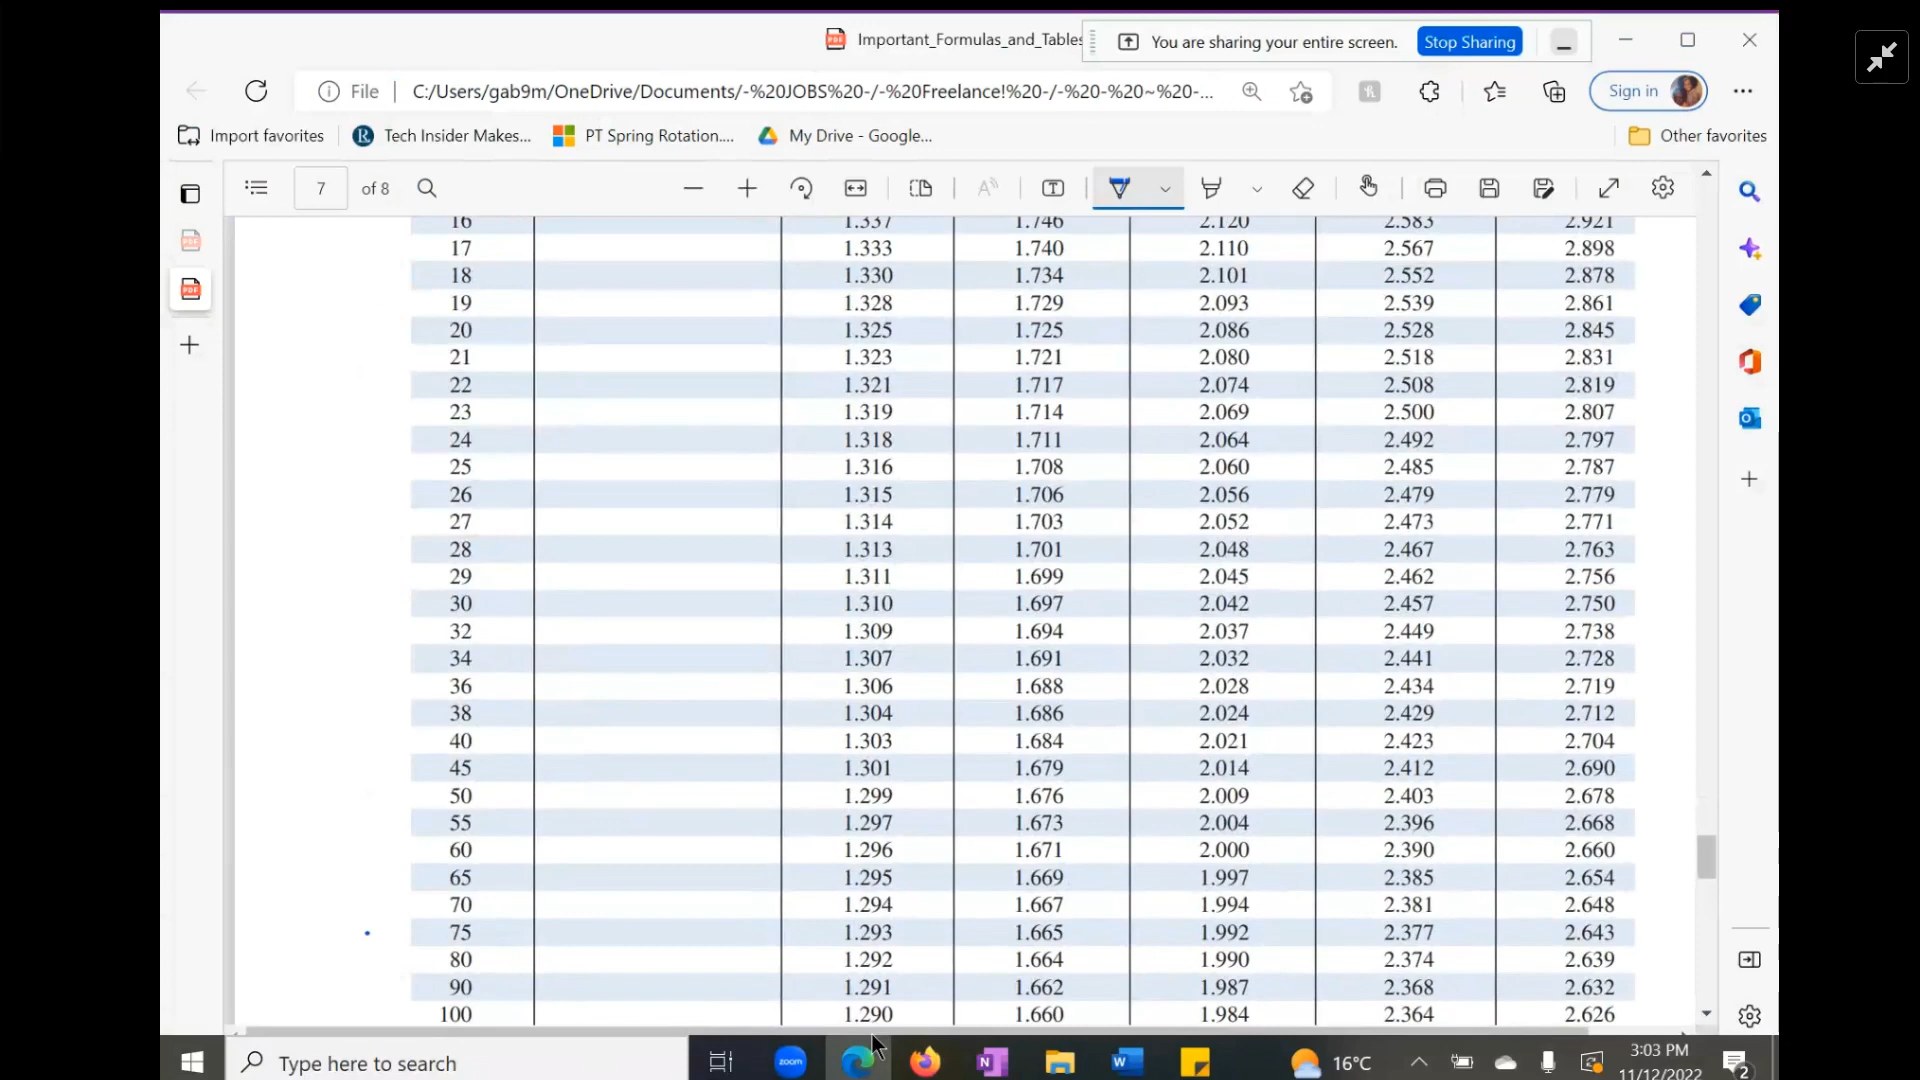 Important_Formulas_and_Tables
You are sharing your entire screen.
Stop Sharing
File
C:/Users/gab9m/OneDrive/Documents/-%20JOBS%20-/-%20Freelance!%20-/-%20-%20~%20-...
Sign in
Import favorites
Tech Insider Makes...
PT Spring Rotation....
My Drive - Google...
Other favorites
7 of 8
16 1.337 1.746 2.120 2.583 2.921
17 1.333 1.740 2.110 2.567 2.898
18 1.330 1.734 2.101 2.552 2.878
19 1.328 1.729 2.093 2.539 2.861
20 1.325 1.725 2.086 2.528 2.845
21 1.323 1.721 2.080 2.518 2.831
22 1.321 1.717 2.074 2.508 2.819
23 1.319 1.714 2.069 2.500 2.807
24 1.318 1.711 2.064 2.492 2.797
25 1.316 1.708 2.060 2.485 2.787
26 1.315 1.706 2.056 2.479 2.779
27 1.314 1.703 2.052 2.473 2.771
28 1.313 1.701 2.048 2.467 2.763
29 1.311 1.699 2.045 2.462 2.756
30 1.310 1.697 2.042 2.457 2.750
32 1.309 1.694 2.037 2.449 2.738
34 1.307 1.691 2.032 2.441 2.728
36 1.306 1.688 2.028 2.434 2.719
38 1.304 1.686 2.024 2.429 2.712
40 1.303 1.684 2.021 2.423 2.704
45 1.301 1.679 2.014 2.412 2.690
50 1.299 1.676 2.009 2.403 2.678
55 1.297 1.673 2.004 2.396 2.668
60 1.296 1.671 2.000 2.390 2.660
65 1.295 1.669 1.997 2.385 2.654
70 1.294 1.667 1.994 2.381 2.648
75 1.293 1.665 1.992 2.377 2.643
80 1.292 1.664 1.990 2.374 2.639
90 1.291 1.662 1.987 2.368 2.632
100 1.290 1.660 1.984 2.364 2.626
Type here to search
zoom
16°C
3:03 PM
11/12/2022
2